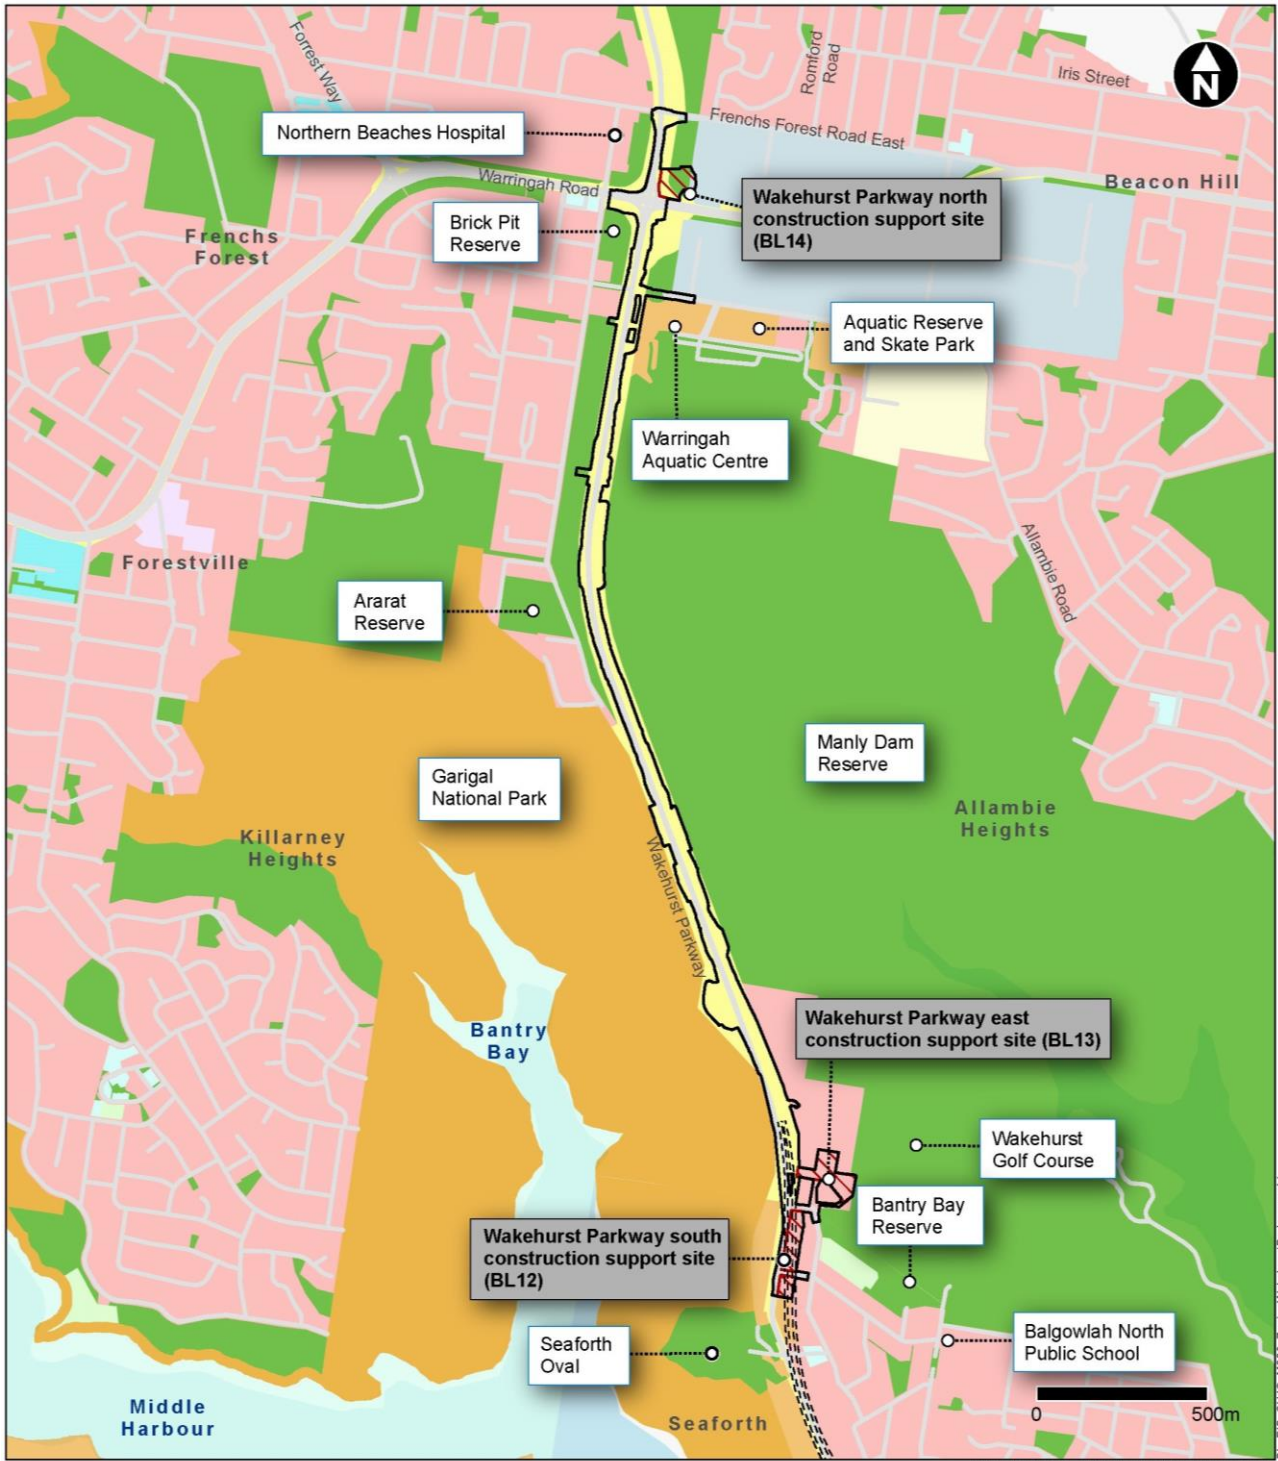 Forrest Way
Romford
Road
Iris Street
N
Northern Beaches Hospital
Frenchs Forest Road East
Warringah Road
Beacon Hill
Wakehurst Parkway north
construction support site
(BL14)
Brick Pit
Reserve
Frenchs
Forest
Aquatic Reserve
and Skate Park
Warringah
Aquatic Centre
Allambie Road
Forestville
Ararat
Reserve
Manly Dam
Reserve
Garigal
National Park
Allambie
Heights
Killarney
Heights
Wakehurst Parkway
Bantry
Bay
Wakehurst Parkway east
construction support site (BL13)
Wakehurst
Golf Course
Bantry Bay
Reserve
Wakehurst Parkway south
construction support site
(BL12)
Seaforth
Oval
Balgowlah North
Public School
Middle
Harbour
Seaforth
0 500m